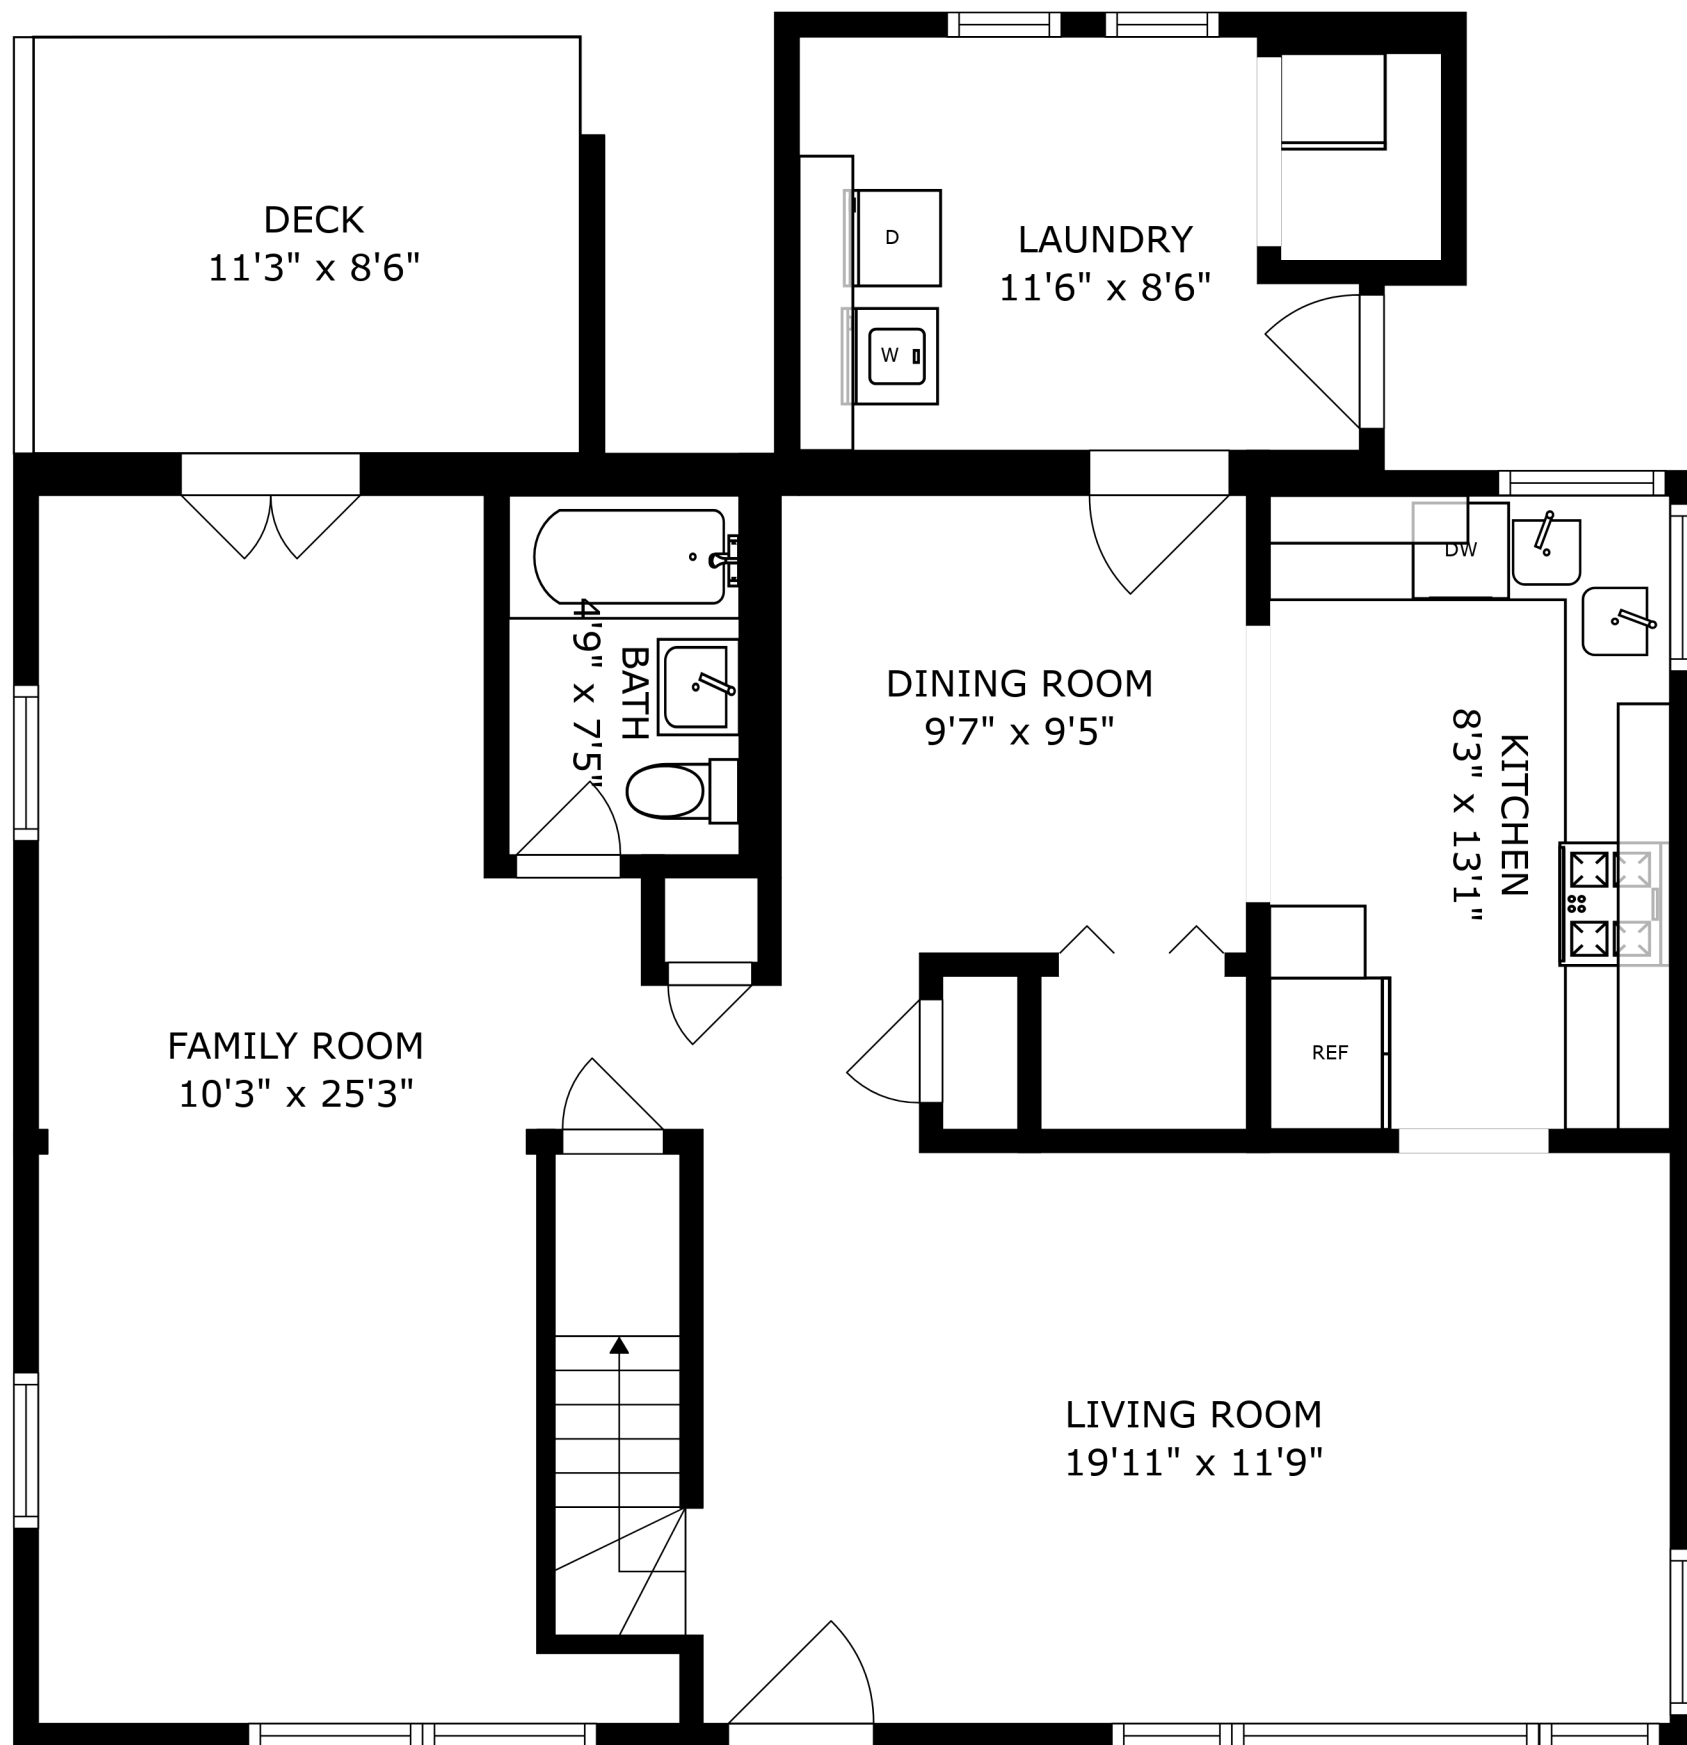 DECK
11'3" x 8'6"
LAUNDRY
11'6" x 8'6"
D
W
DW
BATH
4'9" x 7'5"
DINING ROOM
9'7" x 9'5"
KITCHEN
8'3" x 13'1"
FAMILY ROOM
10'3" x 25'3"
REF
LIVING ROOM
19'11" x 11'9"